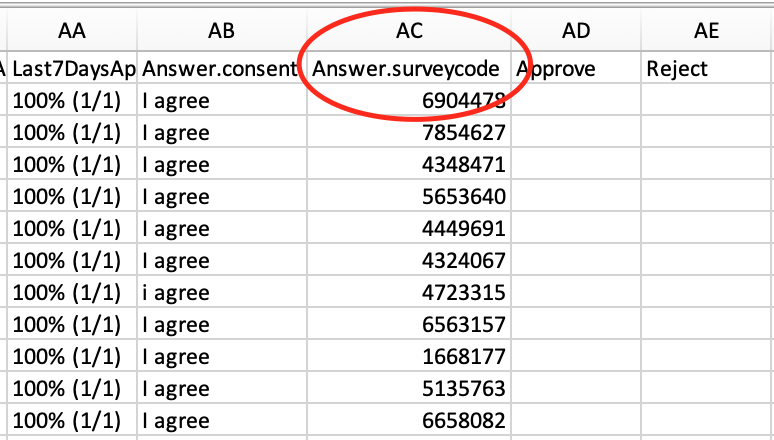 AA AB AC AD AE
A Last7DaysAp Answer.consent Answer.surveycode Approve Reject
100% (1/1) I agree 6904478
100% (1/1) I agree 7854627
100% (1/1) I agree 4348471
100% (1/1) I agree 5653640
100% (1/1) I agree 4449691
100% (1/1) I agree 4324067
100% (1/1) i agree 4723315
100% (1/1) I agree 6563157
100% (1/1) I agree 1668177
100% (1/1) I agree 5135763
100% (1/1) I agree 6658082